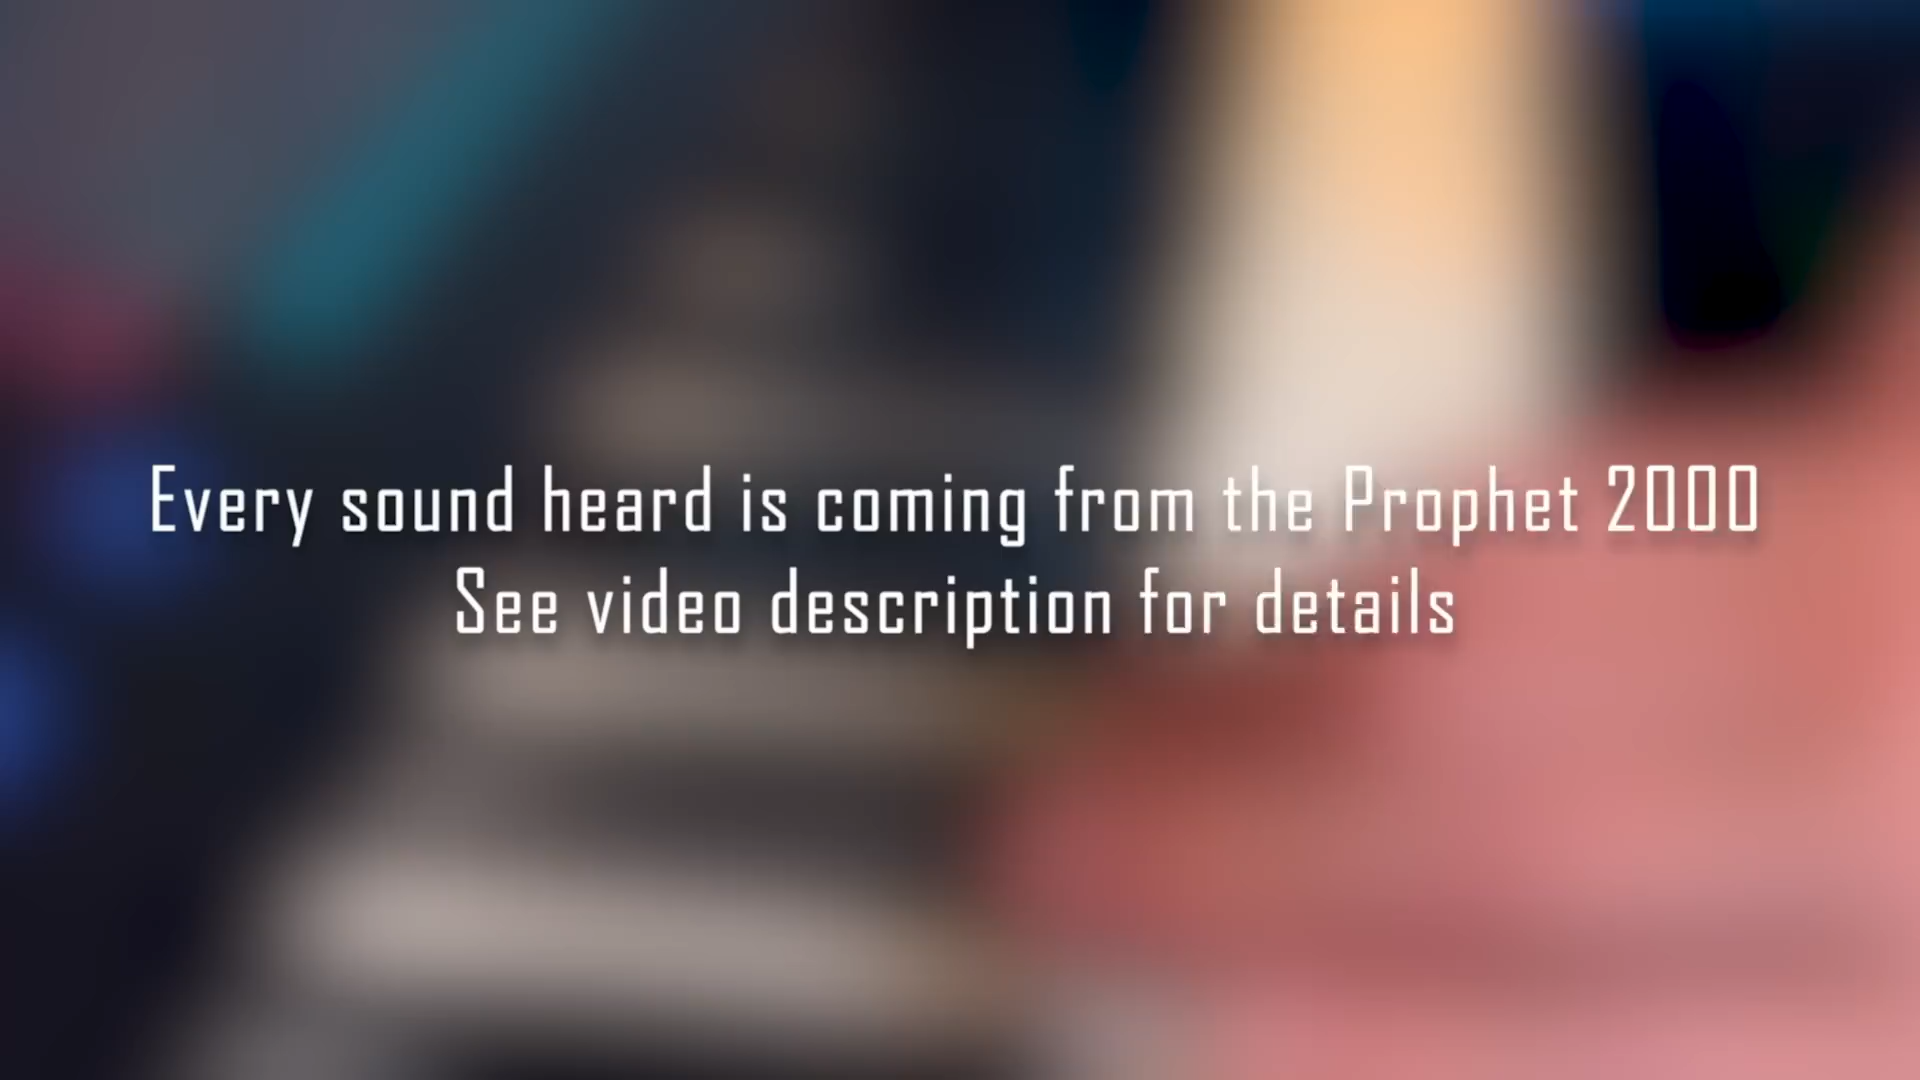 Every sound heard is coming from the Prophet 2000
See video description for details